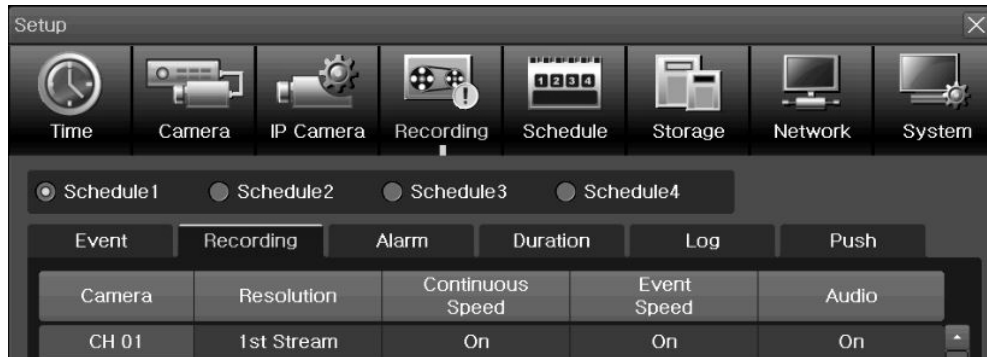 Setup
Time Camera IP Camera Recording Schedule Storage Network System
Schedule1 Schedule2 Schedule3 Schedule4
Event Recording Alarm Duration Log Push
Camera Resolution Continuous Speed Event Speed Audio
CH 01 1st Stream On On On